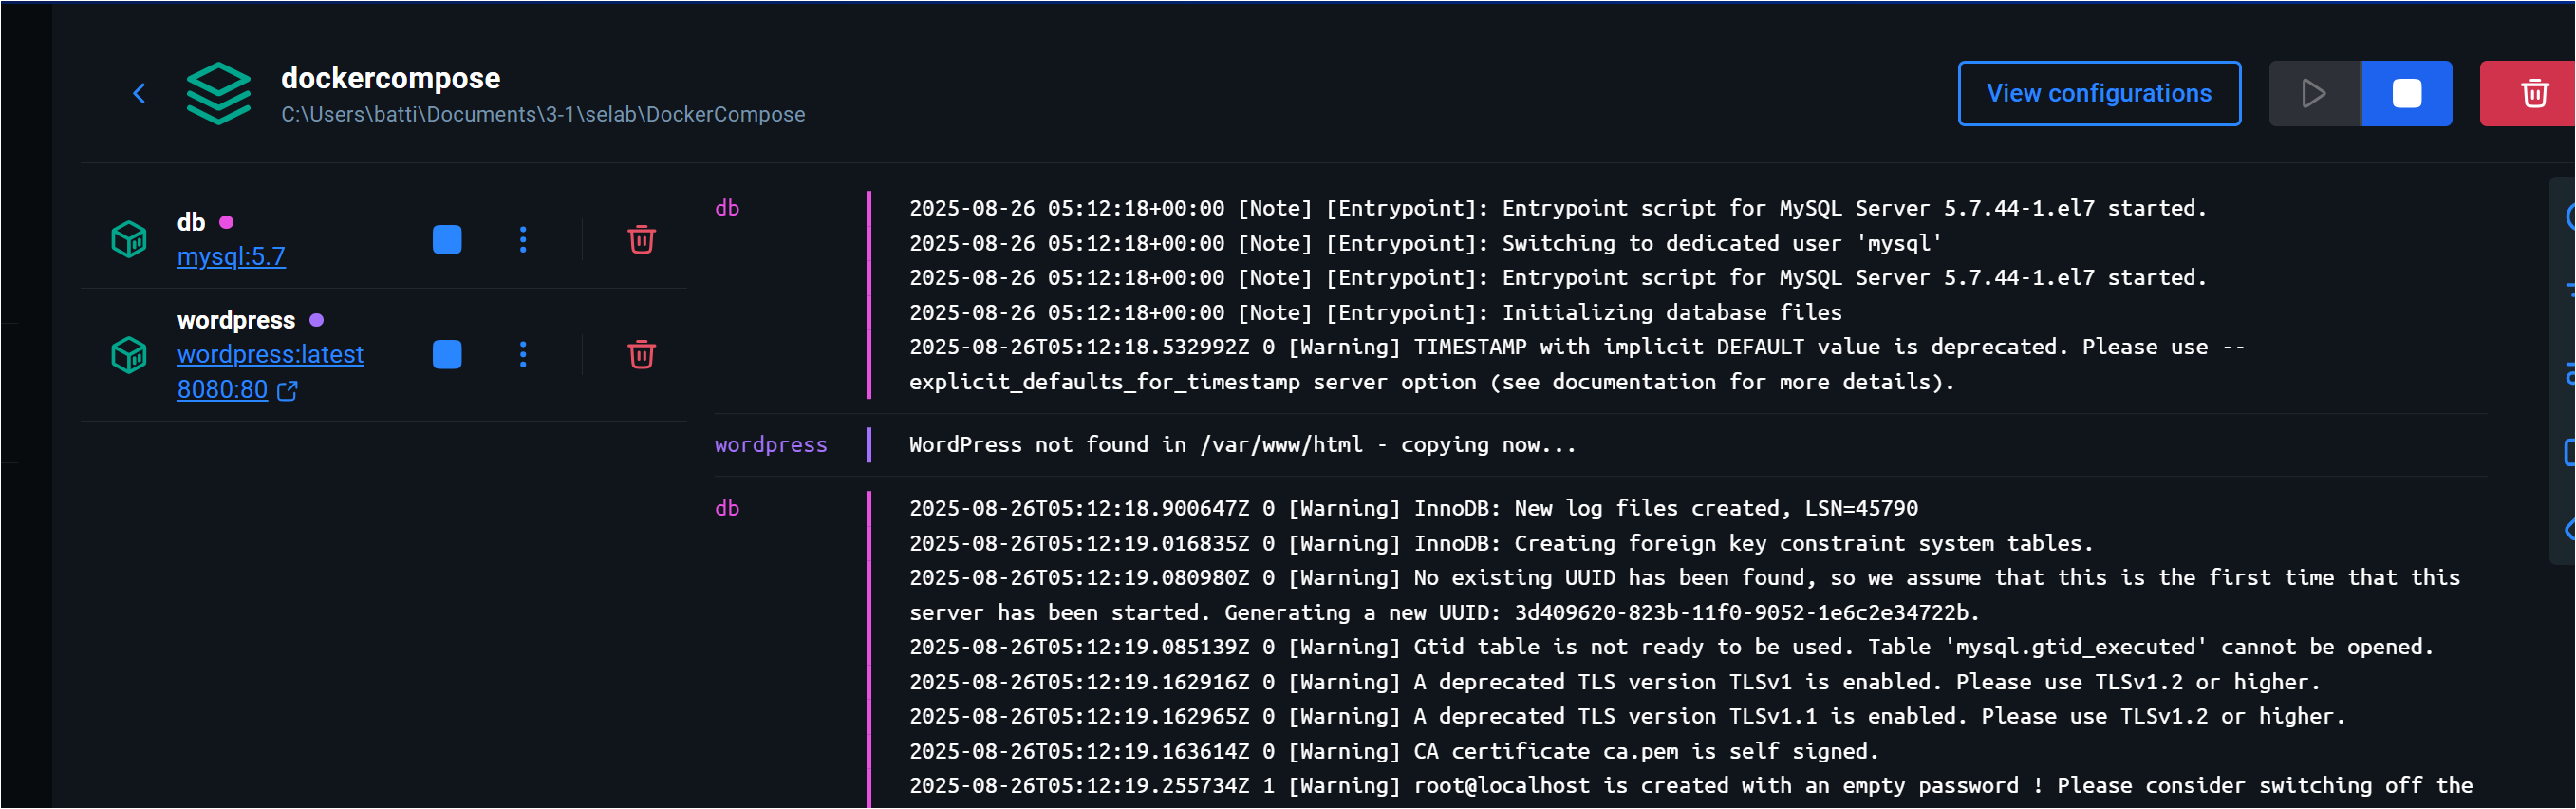 dockercompose
C:\Users\batti\Documents\3-1\selab\DockerCompose
View configurations
db
mysql:5.7
wordpress
wordpress:latest
8080:80
db
2025-08-26 05:12:18+00:00 [Note] [Entrypoint]: Entrypoint script for MySQL Server 5.7.44-1.el7 started.
2025-08-26 05:12:18+00:00 [Note] [Entrypoint]: Switching to dedicated user 'mysql'
2025-08-26 05:12:18+00:00 [Note] [Entrypoint]: Entrypoint script for MySQL Server 5.7.44-1.el7 started.
2025-08-26 05:12:18+00:00 [Note] [Entrypoint]: Initializing database files
2025-08-26T05:12:18.532992Z 0 [Warning] TIMESTAMP with implicit DEFAULT value is deprecated. Please use --
explicit_defaults_for_timestamp server option (see documentation for more details).
wordpress
WordPress not found in /var/www/html - copying now...
db
2025-08-26T05:12:18.900647Z 0 [Warning] InnoDB: New log files created, LSN=45790
2025-08-26T05:12:19.016835Z 0 [Warning] InnoDB: Creating foreign key constraint system tables.
2025-08-26T05:12:19.080980Z 0 [Warning] No existing UUID has been found, so we assume that this is the first time that this
server has been started. Generating a new UUID: 3d409620-823b-11f0-9052-1e6c2e34722b.
2025-08-26T05:12:19.085139Z 0 [Warning] Gtid table is not ready to be used. Table 'mysql.gtid_executed' cannot be opened.
2025-08-26T05:12:19.162916Z 0 [Warning] A deprecated TLS version TLSv1 is enabled. Please use TLSv1.2 or higher.
2025-08-26T05:12:19.162965Z 0 [Warning] A deprecated TLS version TLSv1.1 is enabled. Please use TLSv1.2 or higher.
2025-08-26T05:12:19.163614Z 0 [Warning] CA certificate ca.pem is self signed.
2025-08-26T05:12:19.255734Z 1 [Warning] root@localhost is created with an empty password ! Please consider switching off the